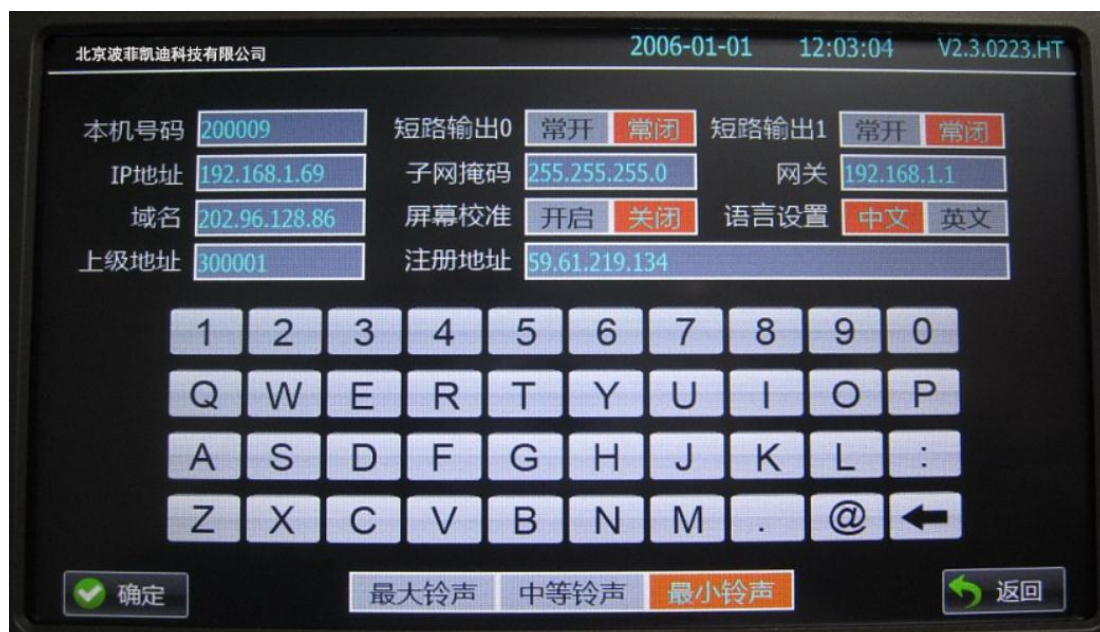 北京波菲凯迪科技有限公司 2006-01-01 12:03:04 V2.3.0223.HT
本机号码 200009 短路输出0 常开 常闭 短路输出1 常开 常闭
IP地址 192.168.1.69 子网掩码 255.255.255.0 网关 192.168.1.1
域名 202.96.128.86 屏幕校准 开启 关闭 语言设置 中文 英文
上级地址 300001 注册地址 59.61.219.134
1 2 3 4 5 6 7 8 9 0
Q W E R T Y U I O P
A S D F G H J K L :
Z X C V B N M . @
确定 最大铃声 中等铃声 最小铃声 返回